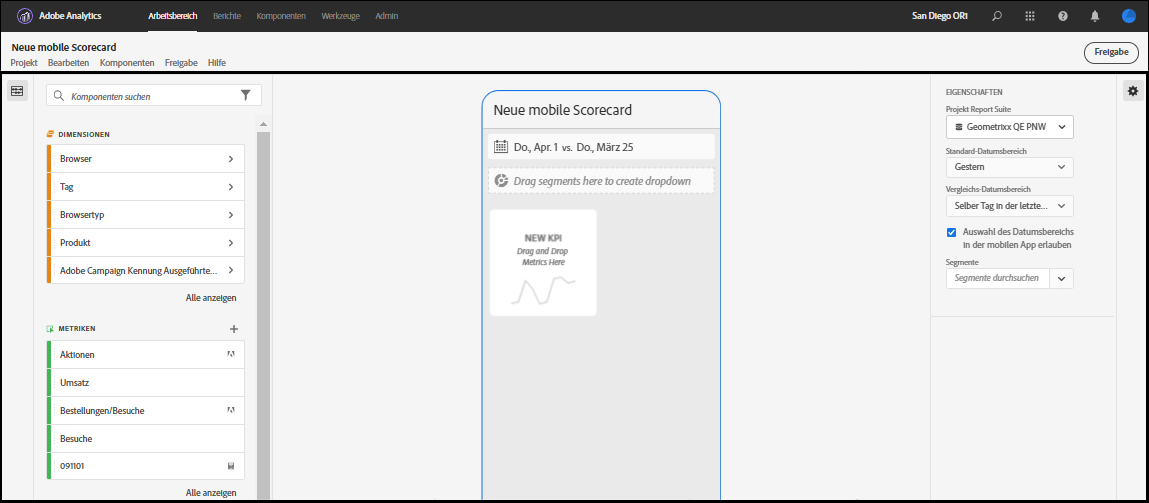 Adobe Analytics
Arbeitsbereich
Berichte
Komponenten
Werkzeuge
Admin
San Diego OR1
Neue mobile Scorecard
Projekt
Bearbeiten
Komponenten
Freigabe
Hilfe
Freigabe
Komponenten suchen
DIMENSIONEN
Browser
Tag
Browsertyp
Produkt
Adobe Campaign Kennung Ausgeführte...
Alle anzeigen
METRIKEN
Aktionen
Umsatz
Bestellungen/Besuche
Besuche
091101
Alle anzeigen
Neue mobile Scorecard
Do., Apr. 1 vs. Do., März 25
Drag segments here to create dropdown
NEW KPI
Drag and Drop
Metrics Here
EIGENSCHAFTEN
Projekt Report Suite
Geometrixx QE PNW
Standard-Datumsbereich
Gestern
Vergleichs-Datumsbereich
Selber Tag in der letzte...
Auswahl des Datumsbereichs
in der mobilen App erlauben
Segmente
Segmente durchsuchen